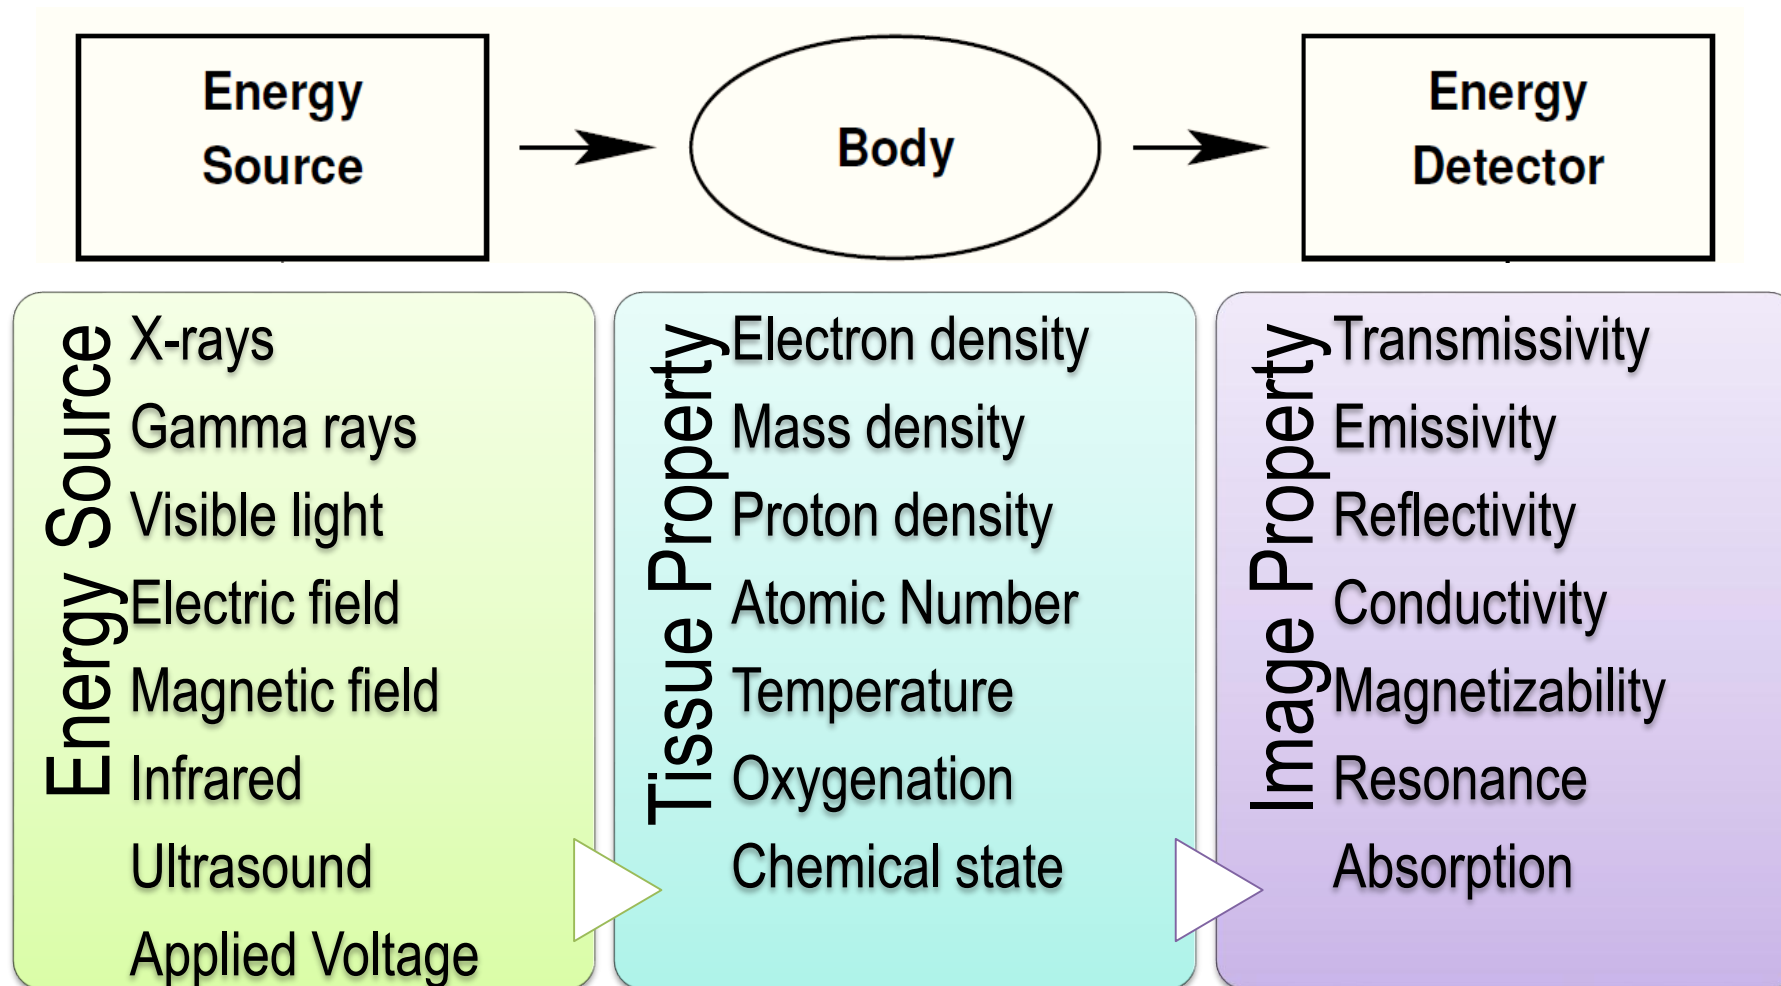 Energy
Source
Body
Energy
Detector
Energy Source
X-rays
Gamma rays
Visible light
Electric field
Magnetic field
Infrared
Ultrasound
Applied Voltage
Tissue Property
Electron density
Mass density
Proton density
Atomic Number
Temperature
Oxygenation
Chemical state
Image Property
Transmissivity
Emissivity
Reflectivity
Conductivity
Magnetizability
Resonance
Absorption